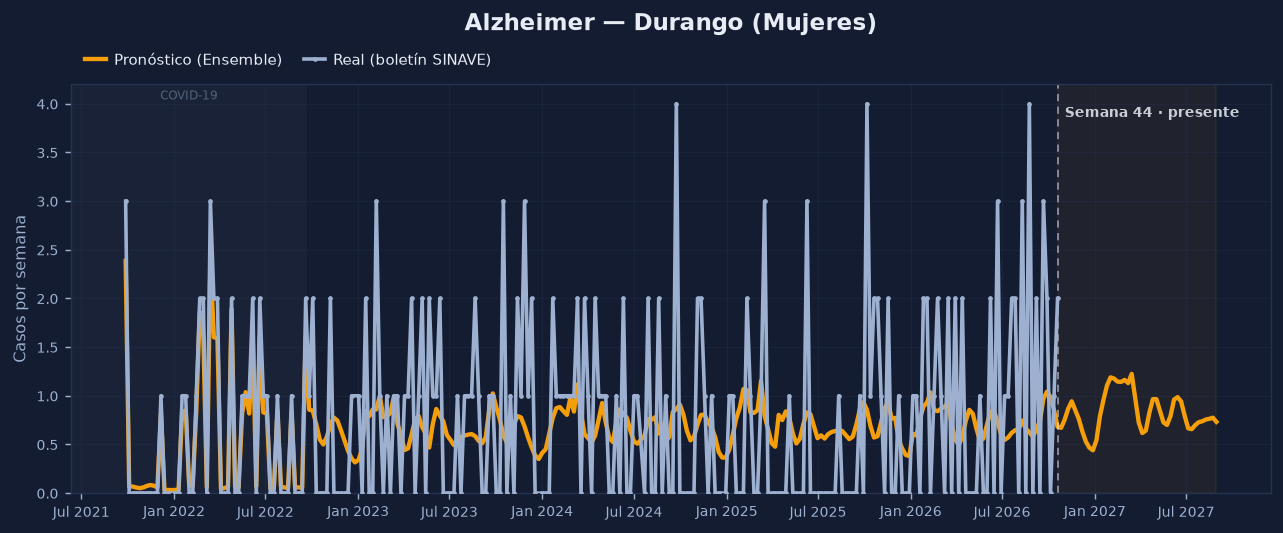 Alzheimer — Durango (Mujeres)
Pronóstico (Ensemble)
Real (boletín SINAVE)
COVID-19
Semana 44 · presente
Casos por semana
4.0
3.5
3.0
2.5
2.0
1.5
1.0
0.5
0.0
Jul 2021
Jan 2022
Jul 2022
Jan 2023
Jul 2023
Jan 2024
Jul 2024
Jan 2025
Jul 2025
Jan 2026
Jul 2026
Jan 2027
Jul 2027